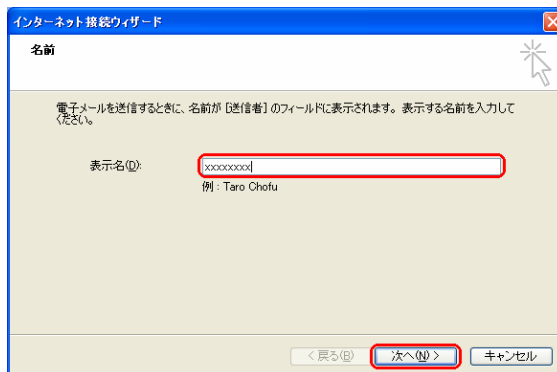 インターネット接続ウィザード
名前
電子メールを送信するときに、名前が [送信者] のフィールドに表示されます。表示する名前を入力して
ください。
表示名(D): xxxxxxxx
例 : Taro Chofu
< 戻る(B) 次へ(N) > キャンセル